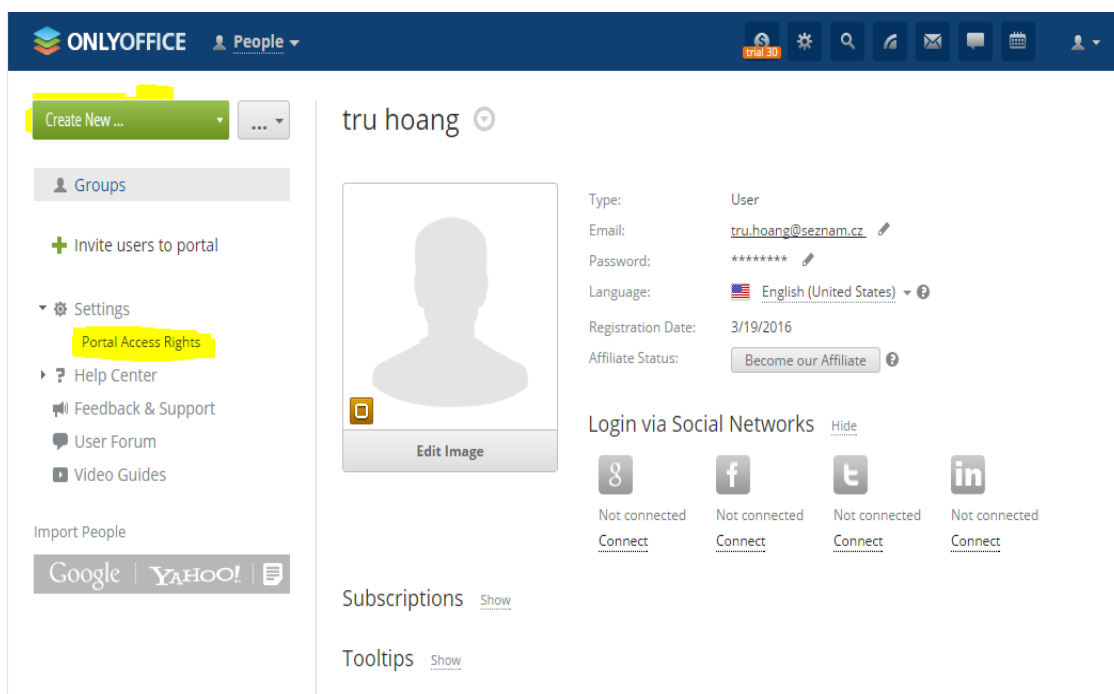 ONLYOFFICE People
trial 30
Create New ... ...
tru hoang
Groups
Invite users to portal
Settings
Portal Access Rights
Help Center
Feedback & Support
User Forum
Video Guides
Import People
Google YAHOO!
Edit Image
Type: User
Email: tru.hoang@seznam.cz
Password: ********
Language: English (United States)
Registration Date: 3/19/2016
Affiliate Status: Become our Affiliate
Login via Social Networks Hide
8 f t in
Not connected Not connected Not connected Not connected
Connect Connect Connect Connect
Subscriptions Show
Tooltips Show